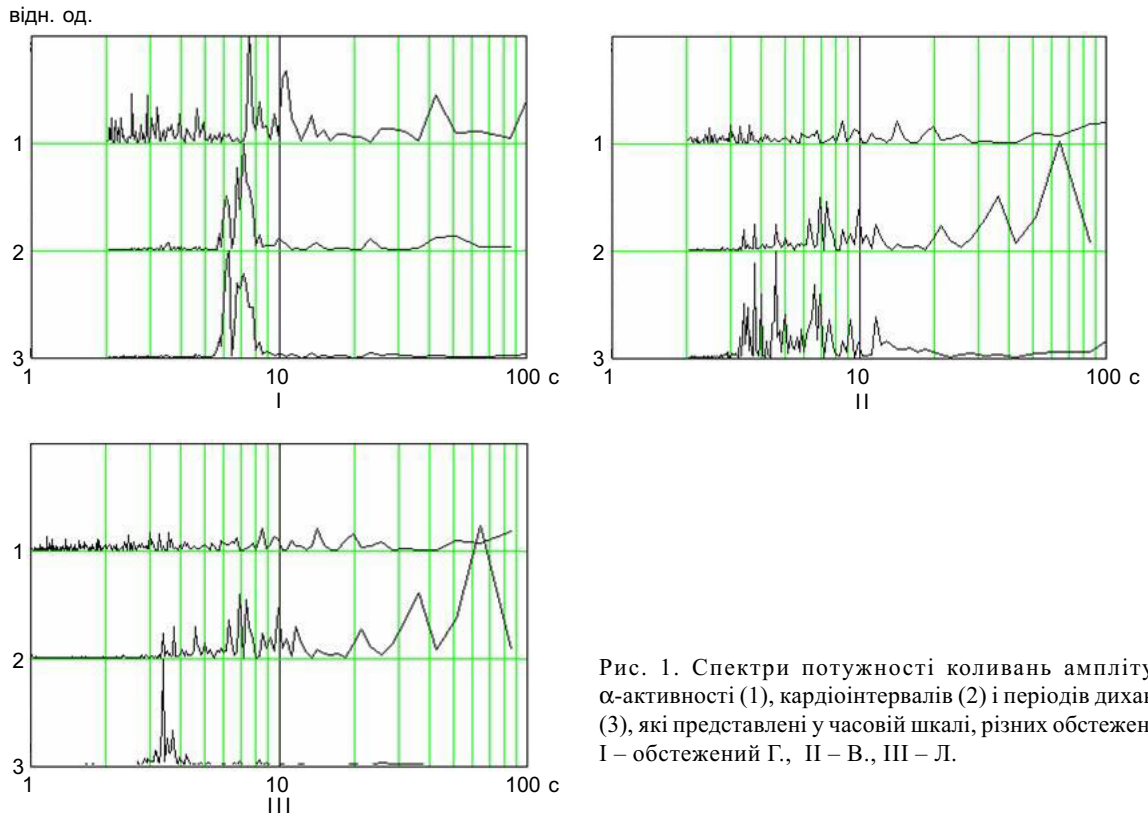 відн. од.
1
2
3
1 10 100 с
I
1
2
3
1 10 100 с
II
1
2
3
1 10 100 с
III
Рис. 1. Спектри потужності коливань ампліту
α-активності (1), кардіоінтервалів (2) і періодів дихан
(3), які представлені у часовій шкалі, різних обстежен
I – обстежений Г., II – В., III – Л.